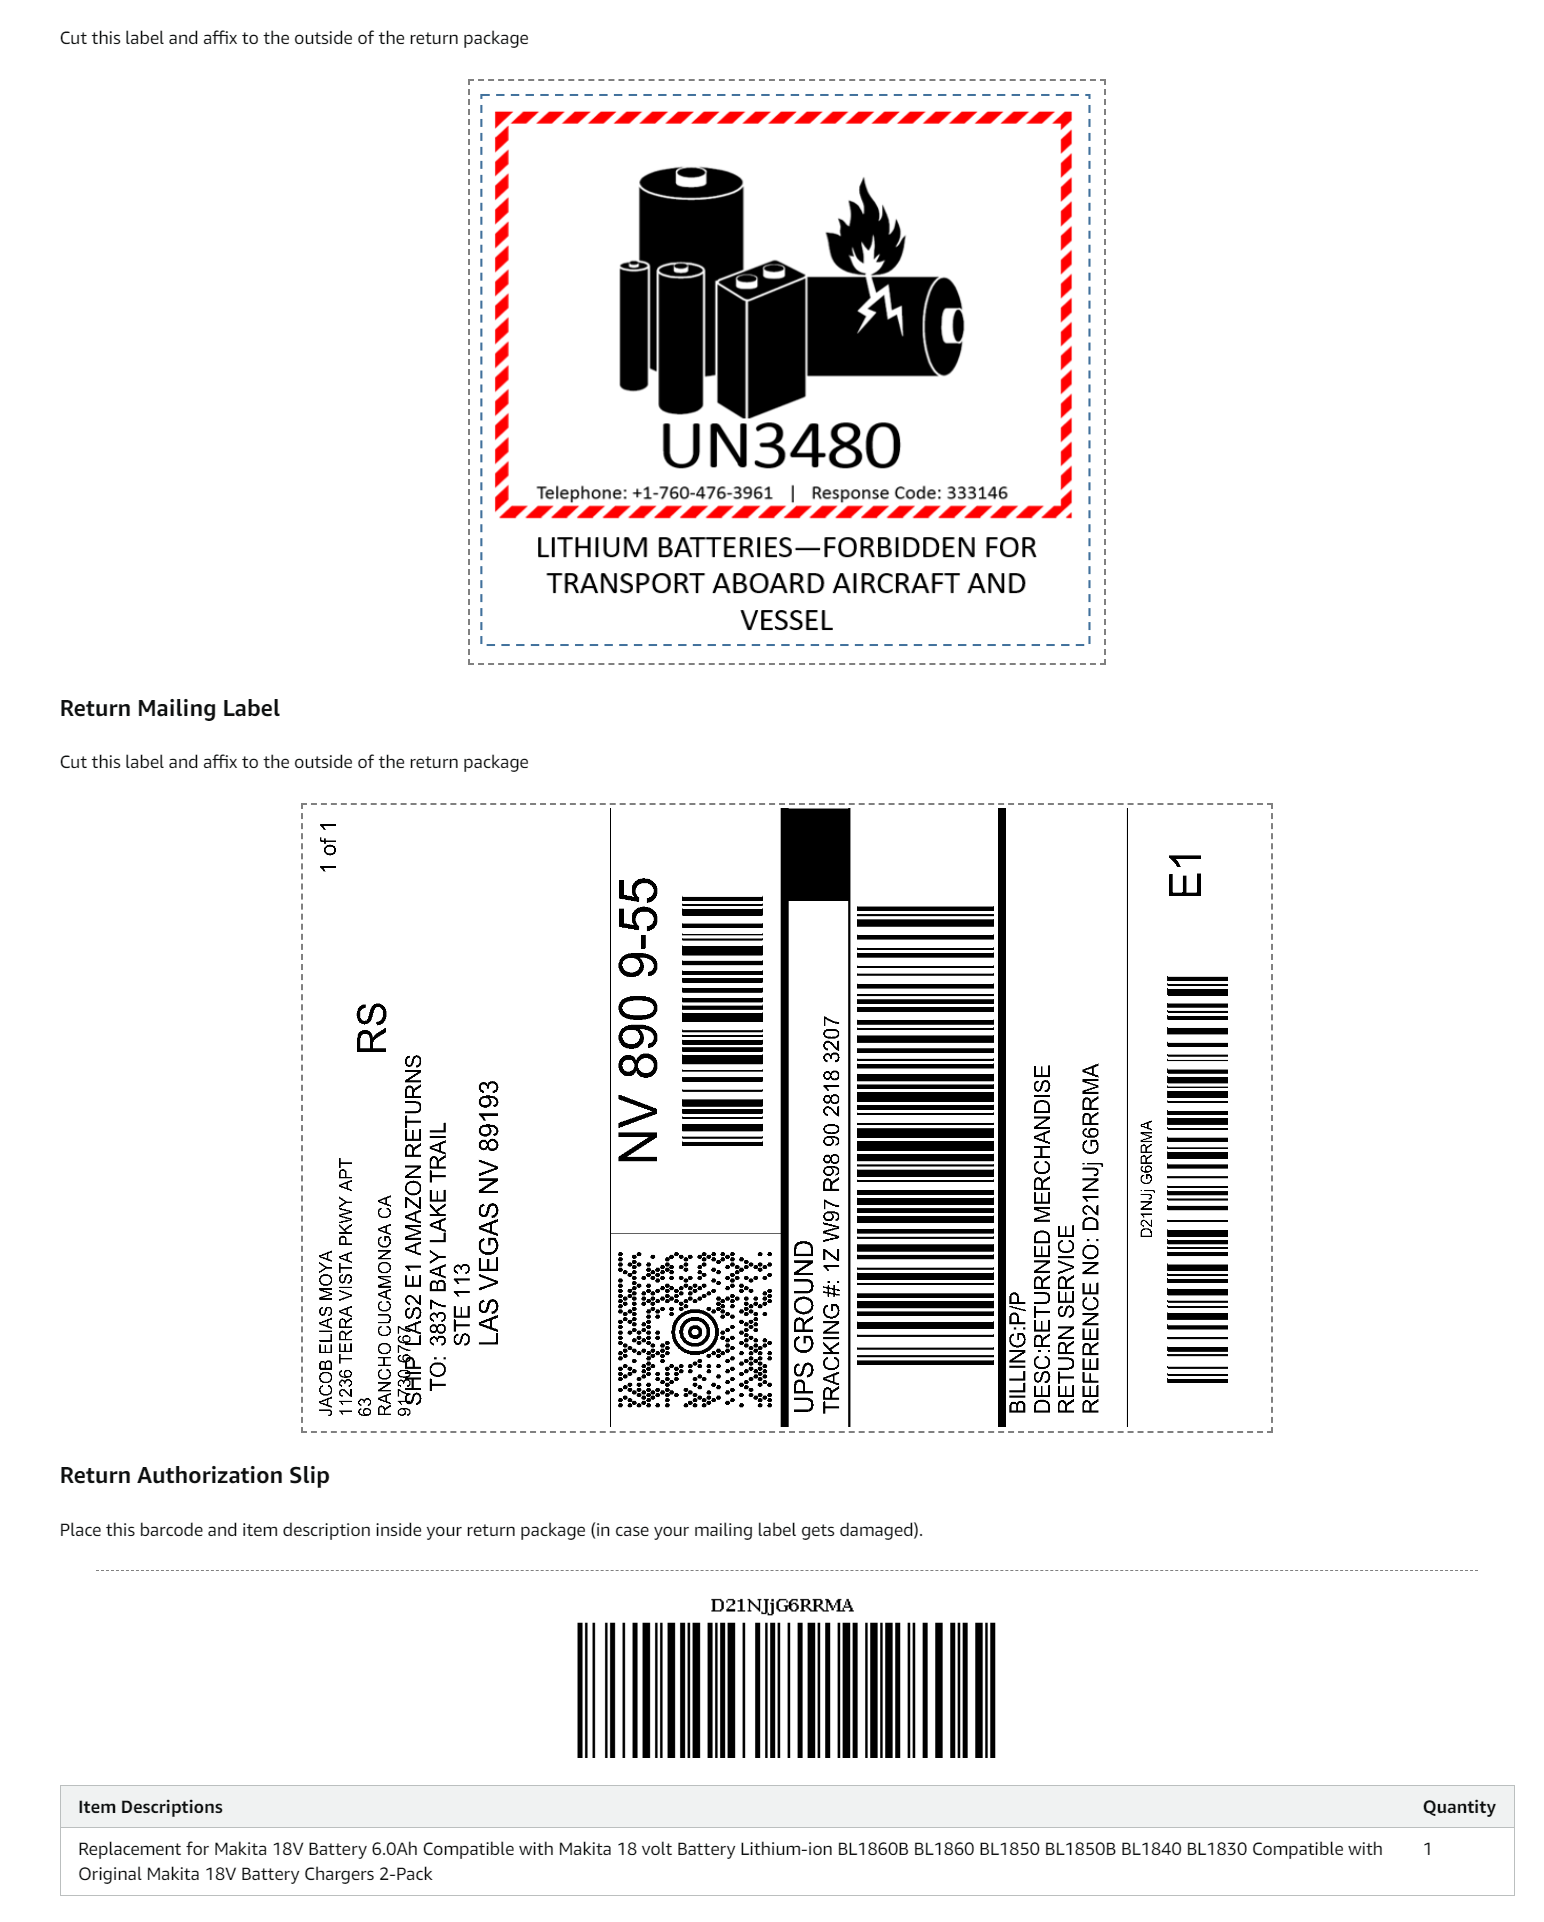 Cut this label and affix to the outside of the return package
UN3480
Telephone: +1-760-476-3961 | Response Code: 333146
LITHIUM BATTERIES—FORBIDDEN FOR
TRANSPORT ABOARD AIRCRAFT AND
VESSEL
Return Mailing Label
Cut this label and affix to the outside of the return package
JACOB ELIAS MOYA
11236 TERRA VISTA PKWY APT
63
RANCHO CUCAMONGA CA
91730-6767
1 of 1
RS
SHIP LAS2 E1 AMAZON RETURNS
TO: 3837 BAY LAKE TRAIL
STE 113
LAS VEGAS NV 89193
NV 890 9-55
UPS GROUND
TRACKING #: 1Z W97 R98 90 2818 3207
BILLING:P/P
DESC:RETURNED MERCHANDISE
RETURN SERVICE
REFERENCE NO: D21NJj G6RRMA
D21NJj G6RRMA
E1
Return Authorization Slip
Place this barcode and item description inside your return package (in case your mailing label gets damaged).
D21NJjG6RRMA
Item Descriptions Quantity
Replacement for Makita 18V Battery 6.0Ah Compatible with Makita 18 volt Battery Lithium-ion BL1860B BL1860 BL1850 BL1850B BL1840 BL1830 Compatible with 1
Original Makita 18V Battery Chargers 2-Pack